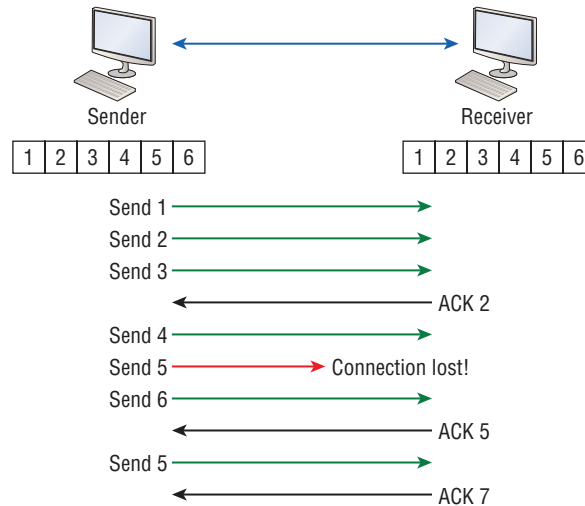 Sender Receiver
1 2 3 4 5 6 1 2 3 4 5 6
Send 1
Send 2
Send 3
ACK 2
Send 4
Send 5 Connection lost!
Send 6
ACK 5
Send 5
ACK 7